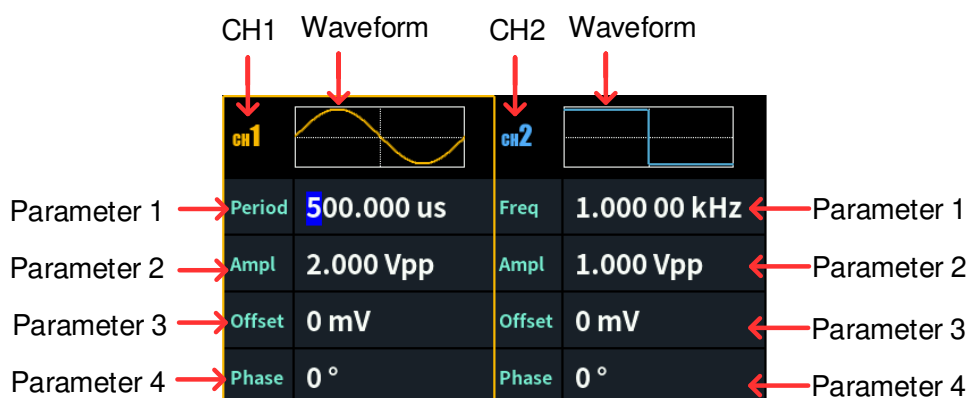 CH1 Waveform CH2 Waveform
CH1 CH2
Parameter 1 Period 500.000 us Freq 1.000 00 kHz Parameter 1
Parameter 2 Ampl 2.000 Vpp Ampl 1.000 Vpp Parameter 2
Parameter 3 Offset 0 mV Offset 0 mV Parameter 3
Parameter 4 Phase 0 ° Phase 0 ° Parameter 4